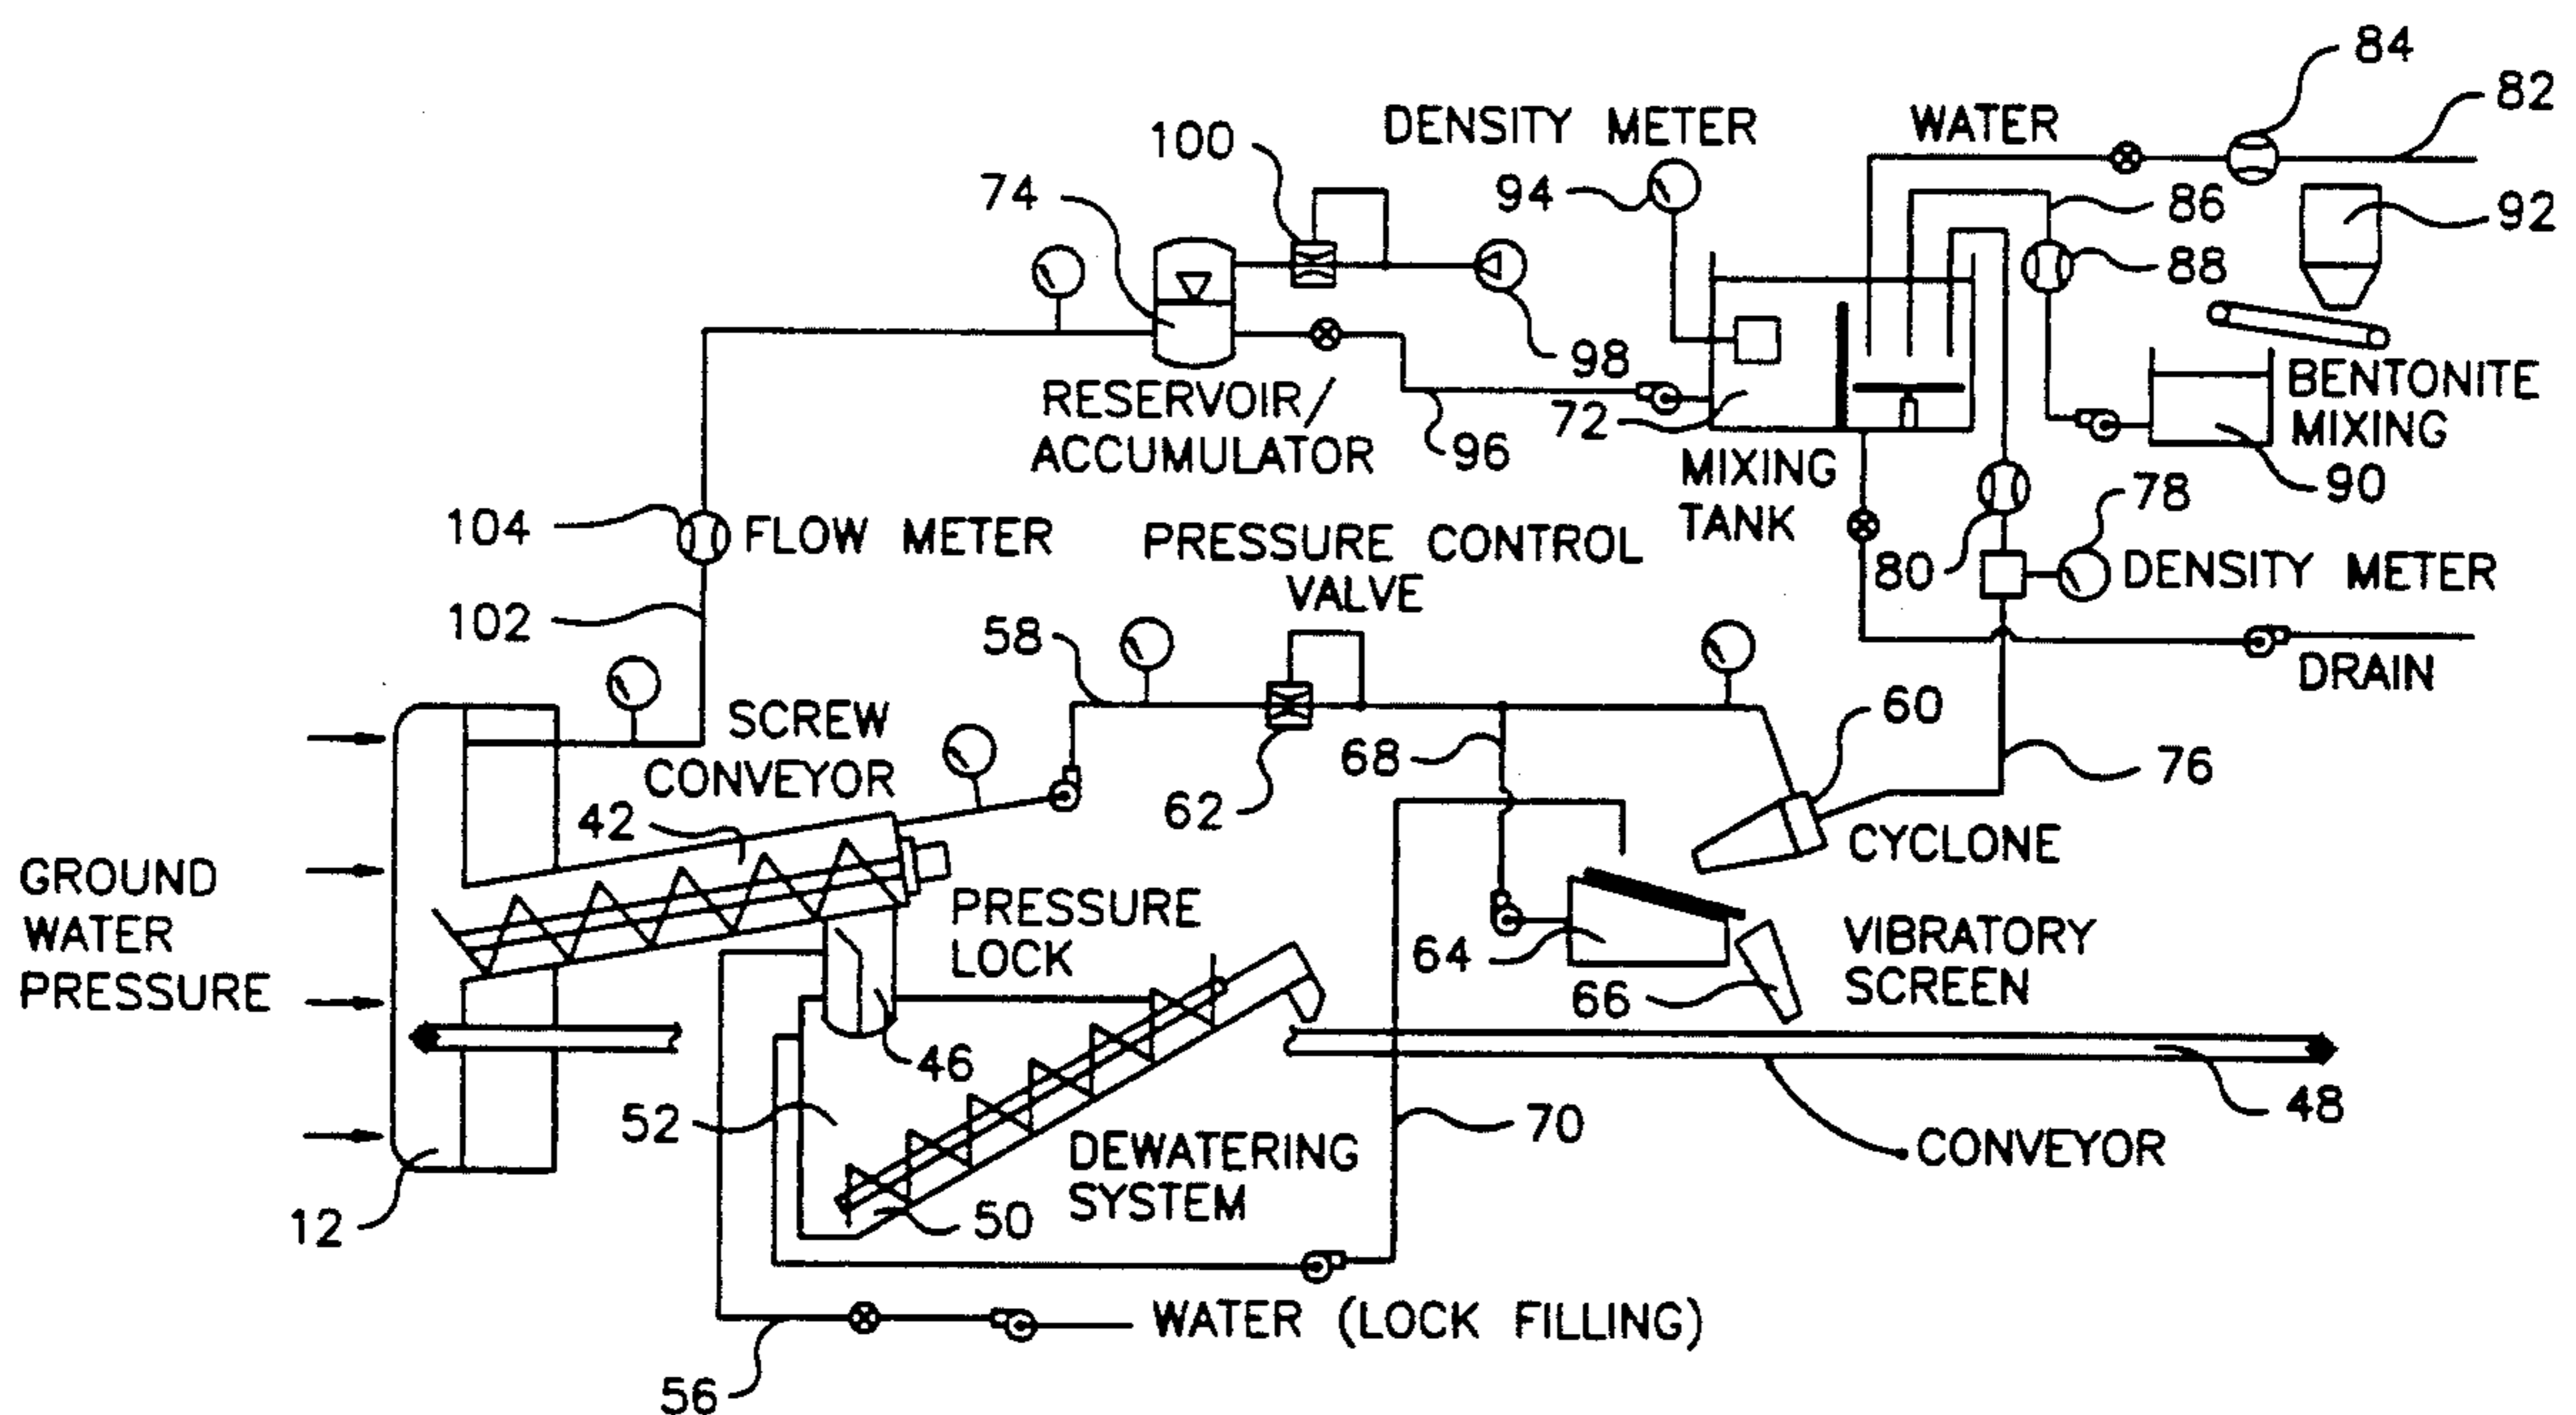 84
82
DENSITY METER
WATER
100
74
94
86
92
88
98
RESERVOIR/
ACCUMULATOR
72
96
BENTONITE
MIXING
MIXING
TANK
90
78
104
FLOW METER
PRESSURE CONTROL
VALVE
80
DENSITY METER
102
58
DRAIN
SCREW
CONVEYOR
60
68
76
62
42
CYCLONE
GROUND
WATER
PRESSURE
PRESSURE
LOCK
64
VIBRATORY
SCREEN
66
46
52
48
70
CONVEYOR
DEWATERING
SYSTEM
50
12
WATER (LOCK FILLING)
56